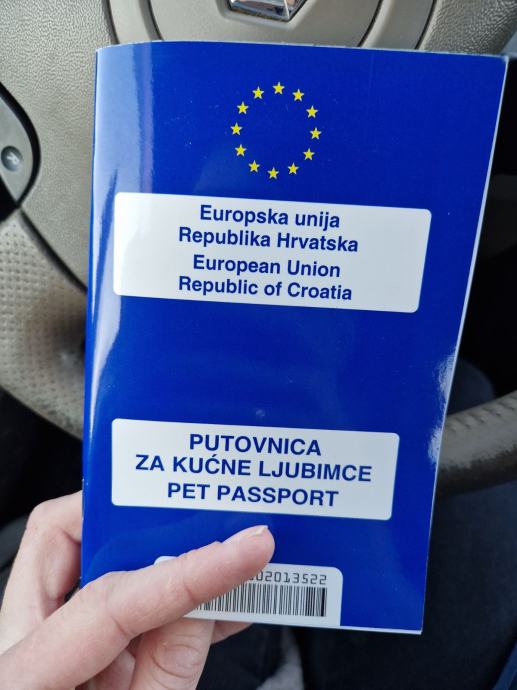 Europska unija
Republika Hrvatska
European Union
Republic of Croatia
PUTOVNICA
ZA KUĆNE LJUBIMCE
PET PASSPORT